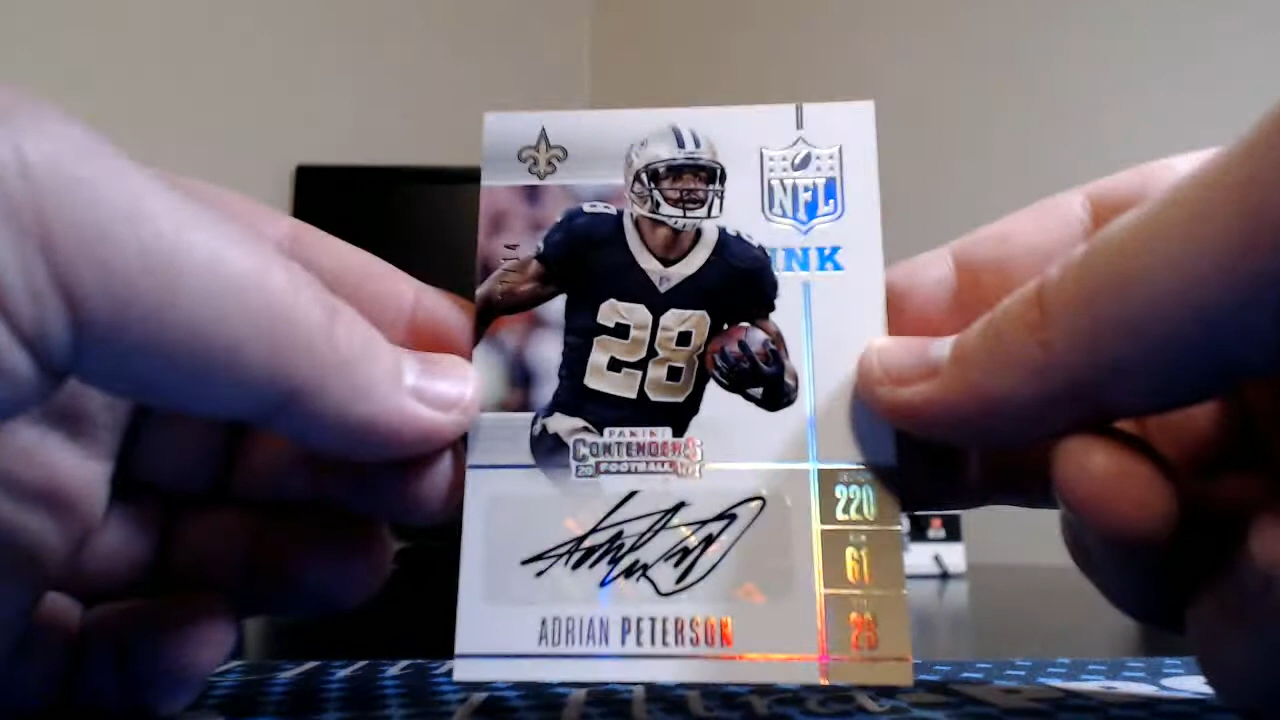 NFL
INK
28
28
PANINI
CONTENDERS
FOOTBALL
220
61
ADRIAN PETERSON